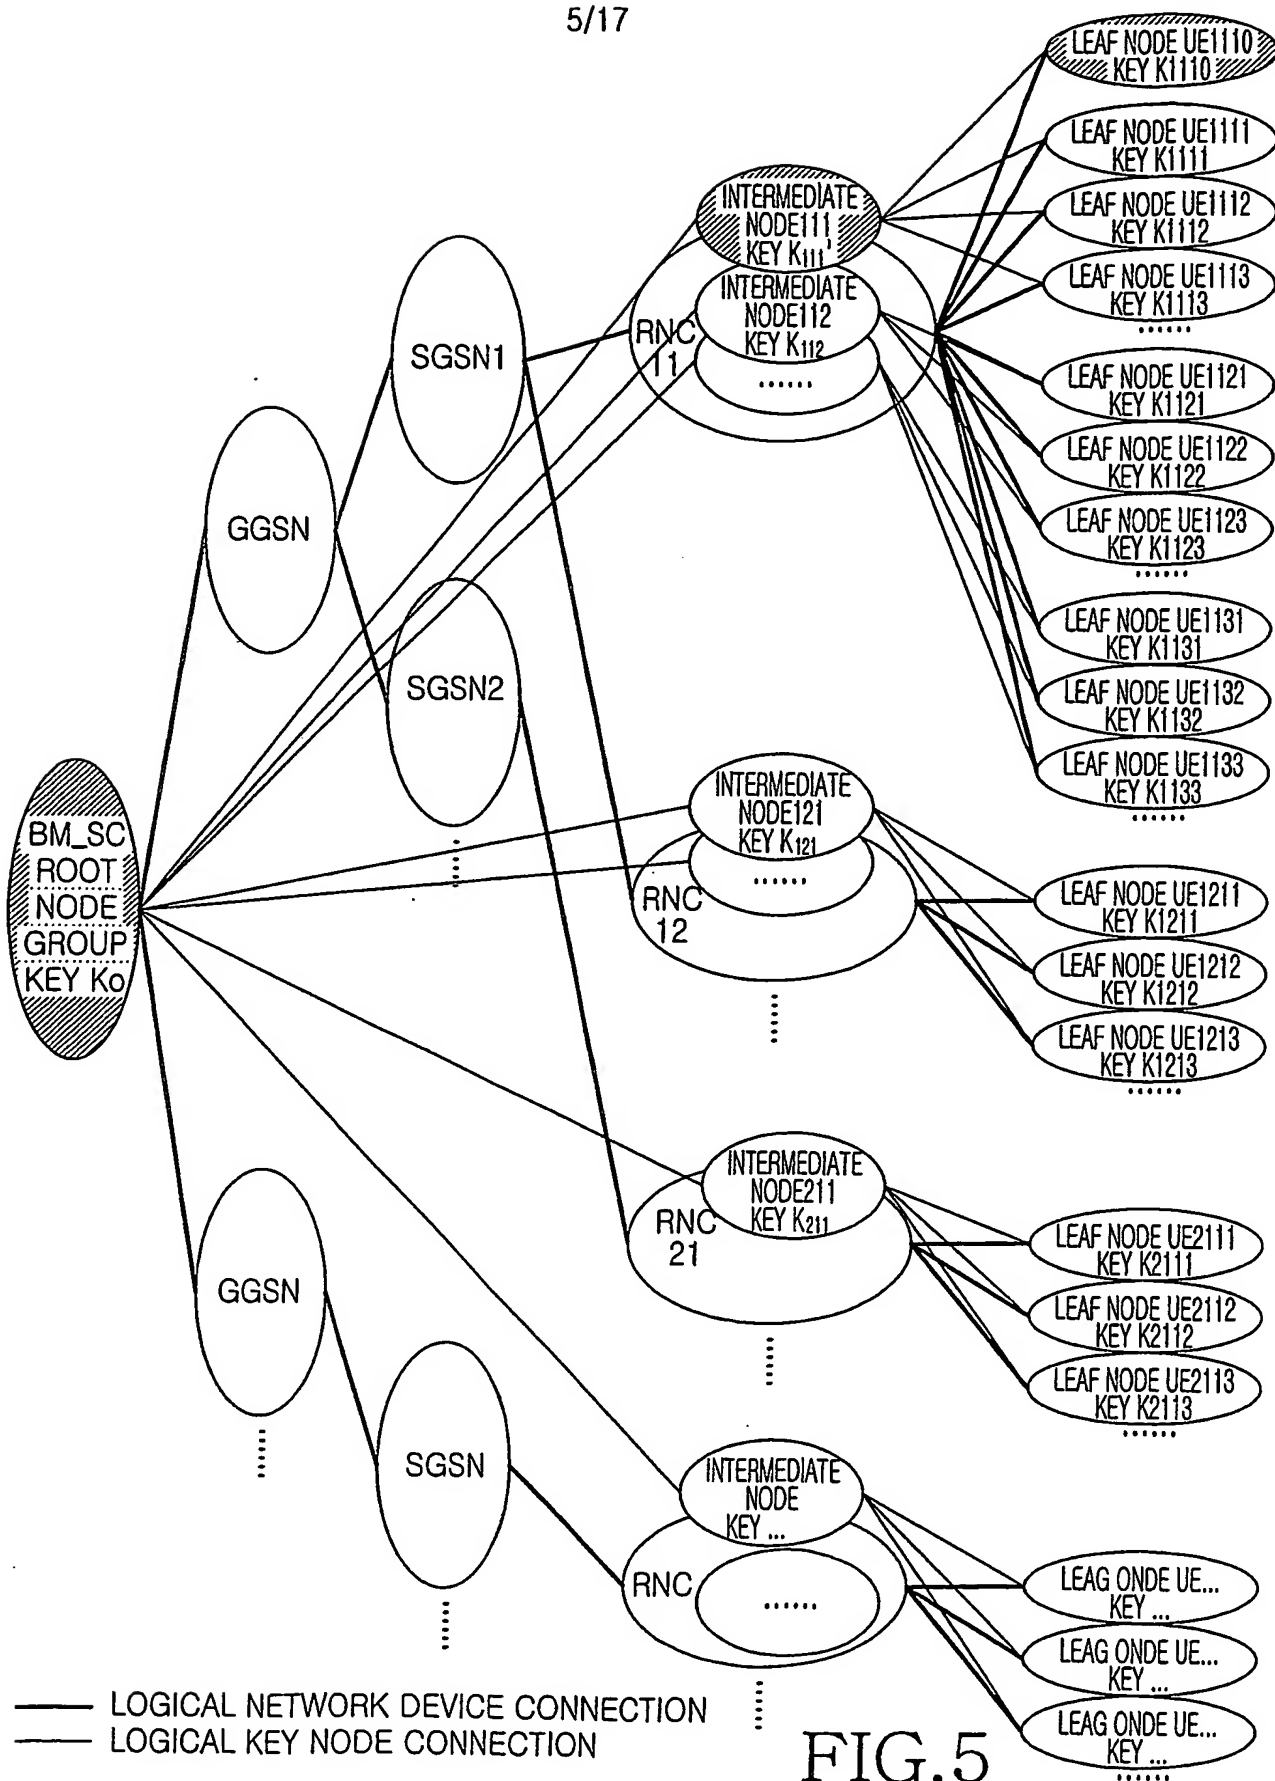 5/17
LEAF NODE UE1110
KEY K1110
LEAF NODE UE1111
KEY K1111
LEAF NODE UE1112
KEY K1112
LEAF NODE UE1113
KEY K1113
......
INTERMEDIATE
NODE111
KEY K111'
INTERMEDIATE
NODE112
KEY K112
......
RNC
11
SGSN1
GGSN
SGSN2
......
LEAF NODE UE1121
KEY K1121
LEAF NODE UE1122
KEY K1122
LEAF NODE UE1123
KEY K1123
......
LEAF NODE UE1131
KEY K1131
LEAF NODE UE1132
KEY K1132
LEAF NODE UE1133
KEY K1133
......
BM_SC
ROOT
NODE
GROUP
KEY Ko
INTERMEDIATE
NODE121
KEY K121
......
RNC
12
......
LEAF NODE UE1211
KEY K1211
LEAF NODE UE1212
KEY K1212
LEAF NODE UE1213
KEY K1213
......
INTERMEDIATE
NODE211
KEY K211
RNC
21
......
LEAF NODE UE2111
KEY K2111
LEAF NODE UE2112
KEY K2112
LEAF NODE UE2113
KEY K2113
......
GGSN
......
SGSN
......
INTERMEDIATE
NODE
KEY ...
RNC
......
......
LEAG ONDE UE...
KEY ...
LEAG ONDE UE...
KEY ...
LEAG ONDE UE...
KEY ...
......
LOGICAL NETWORK DEVICE CONNECTION
LOGICAL KEY NODE CONNECTION
FIG.5